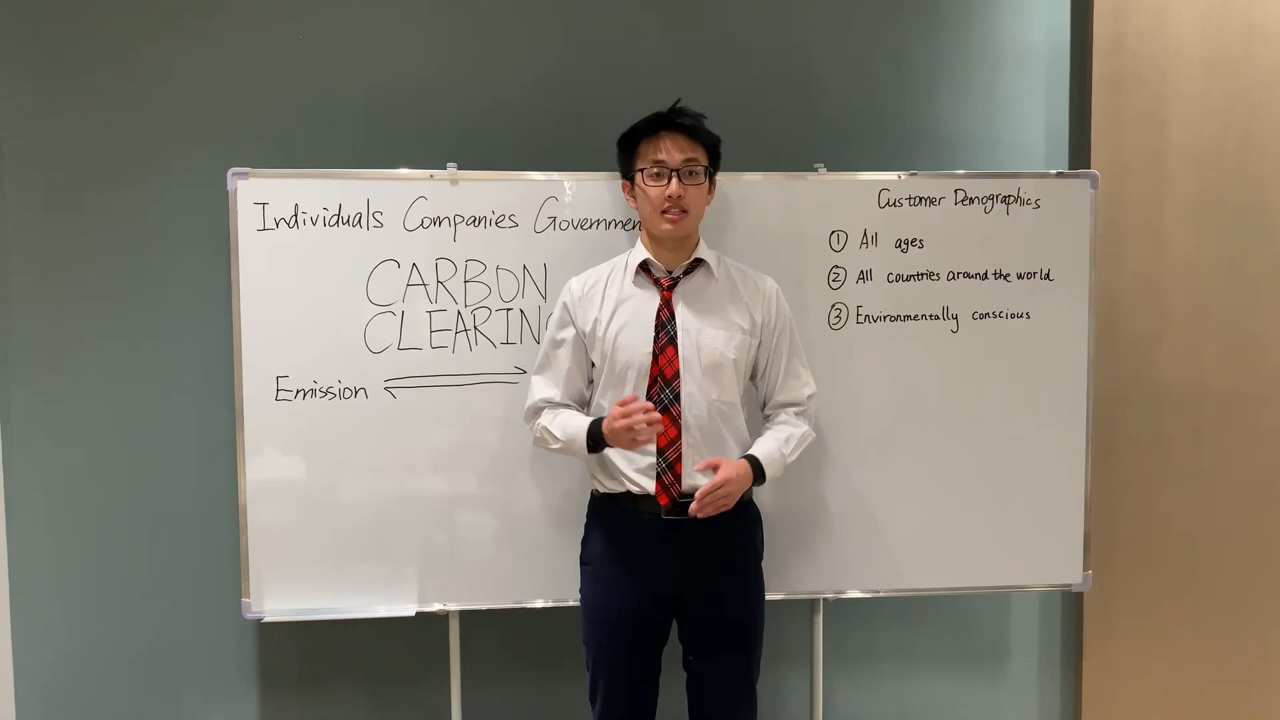 Individuals Companies Governmen
CARBON
CLEARIN
Emission
Customer Demographics
① All ages
② All countries around the world
③ Environmentally conscious